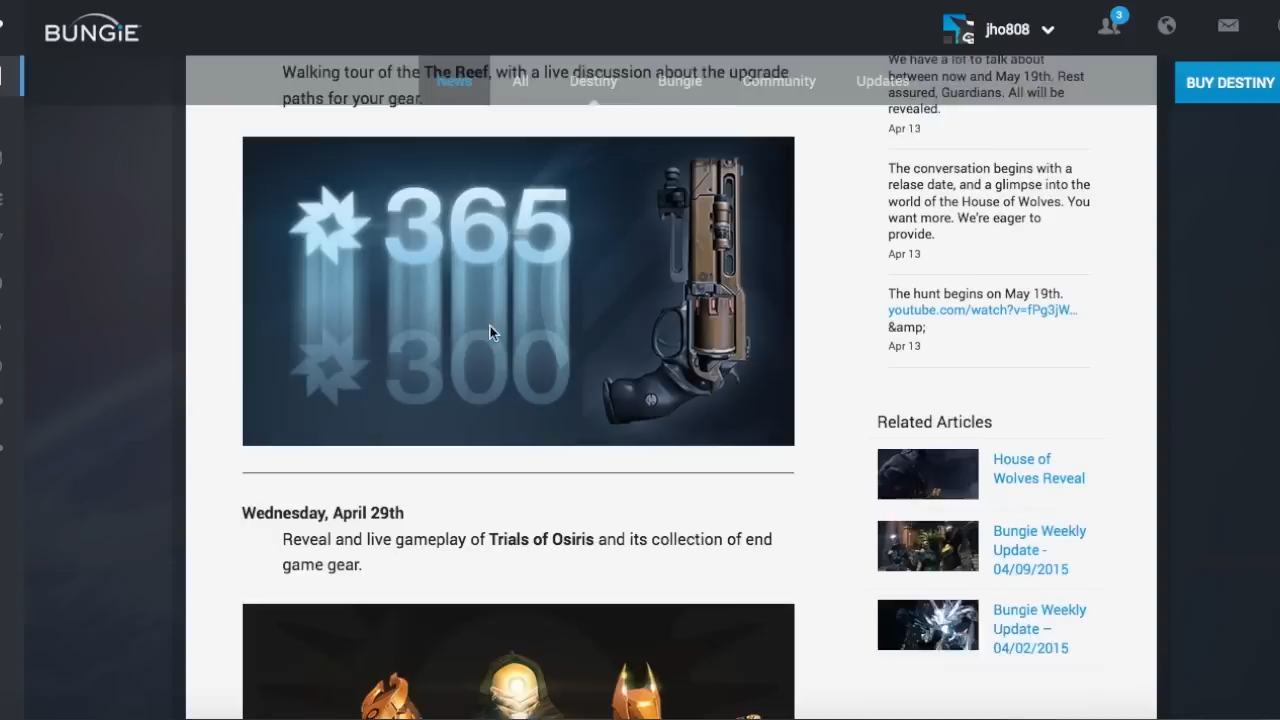 BUNGiE
jho808
3
BUY DESTINY
News
All
Destiny
Bungie
Community
Updates
Walking tour of the The Reef, with a live discussion about the upgrade
paths for your gear.
365
300
Wednesday, April 29th
Reveal and live gameplay of Trials of Osiris and its collection of end
game gear.
We have a lot to talk about
between now and May 19th. Rest
assured, Guardians. All will be
revealed.
Apr 13
The conversation begins with a
relase date, and a glimpse into the
world of the House of Wolves. You
want more. We're eager to
provide.
Apr 13
The hunt begins on May 19th.
youtube.com/watch?v=fPg3jW...
&amp;
Apr 13
Related Articles
House of
Wolves Reveal
Bungie Weekly
Update -
04/09/2015
Bungie Weekly
Update –
04/02/2015